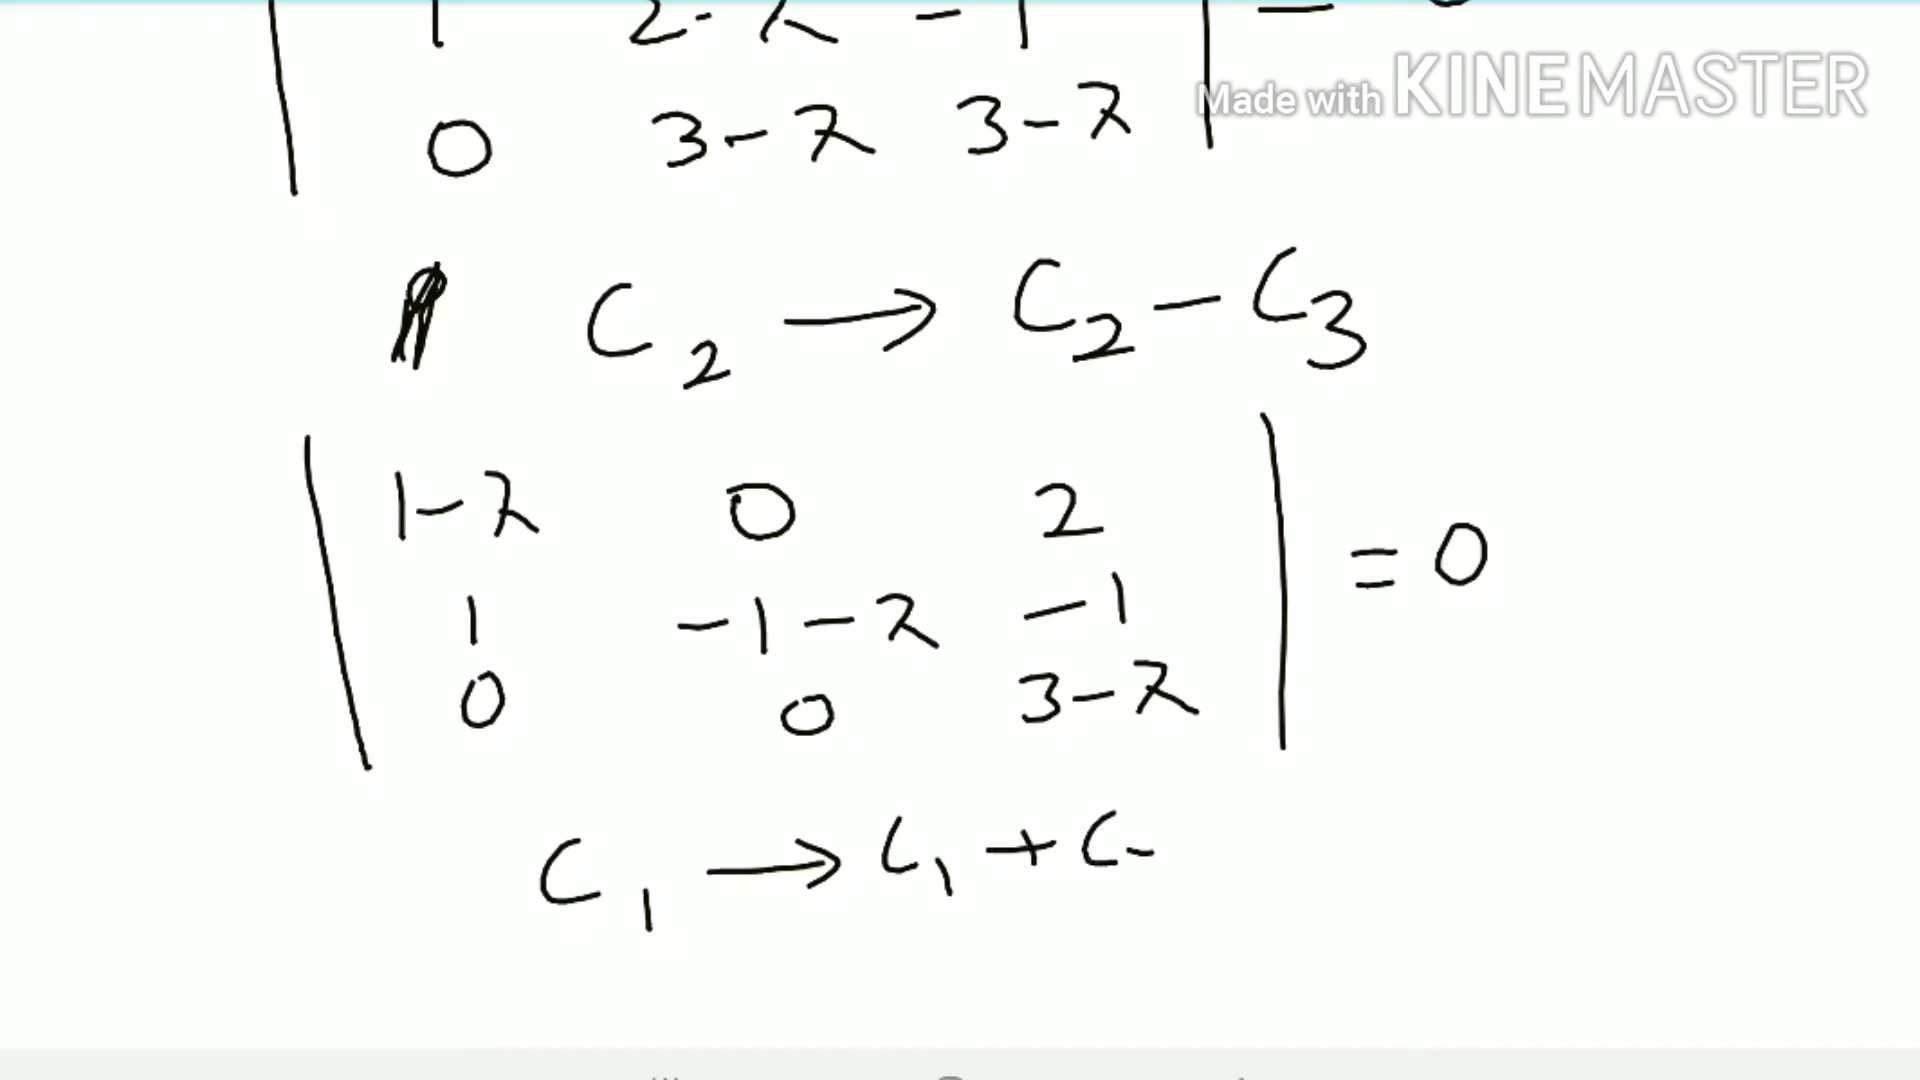 1 2-λ -1 =
0 3-λ 3-λ
Made with KINEMASTER
C2 → C2 - C3
1-λ 0 2
1 -1-λ -1 = 0
0 0 3-λ
C1 → C1 + C